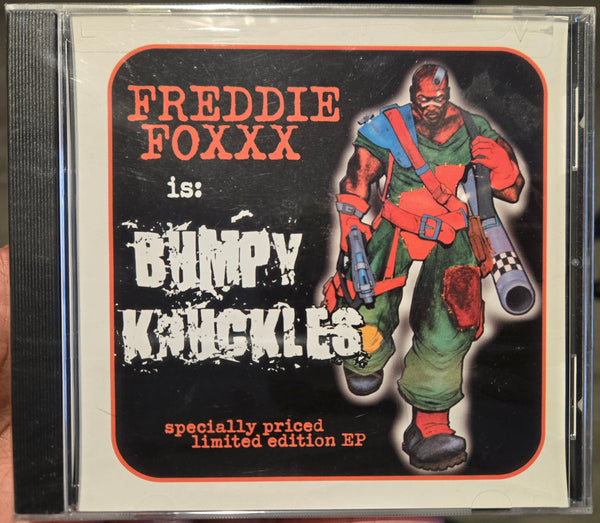 FREDDIE
FOXXX
is:
BUMPY
KNUCKLES
specially priced
limited edition EP